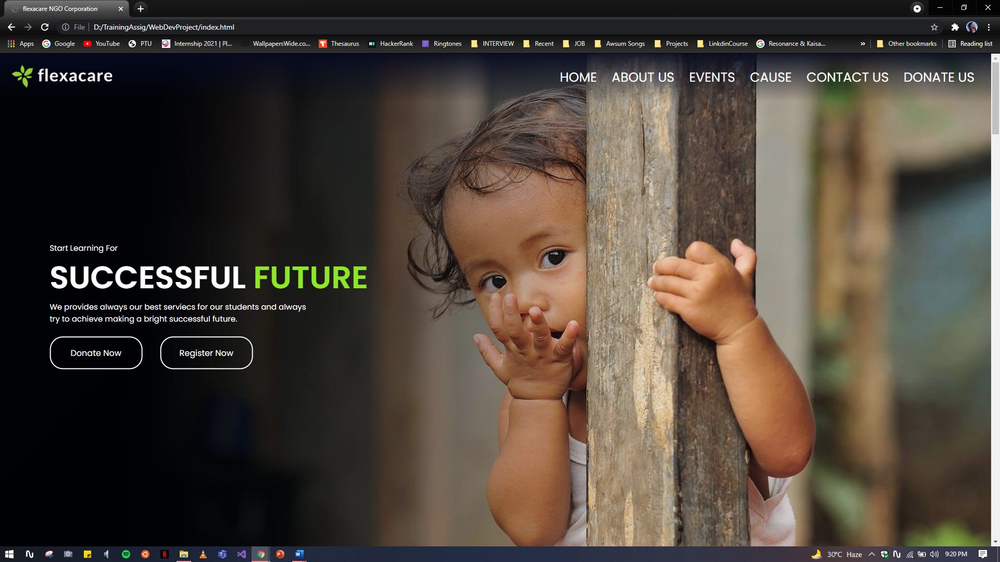 flexacare NGO Corporation
File D:/TrainingAssig/WebDevProject/index.html
Apps Google YouTube PTU Internship 2021 | Pl... WallpapersWide.co... Thesaurus HackerRank Ringtones INTERVIEW Recent JOB Awsum Songs Projects LinkdinCourse Resonance & Kaisa... » Other bookmarks Reading list
flexacare HOME ABOUT US EVENTS CAUSE CONTACT US DONATE US
Start Learning For
SUCCESSFUL FUTURE
We provides always our best serviecs for our students and always
try to achieve making a bright successful future.
Donate Now Register Now
30°C Haze 9:20 PM